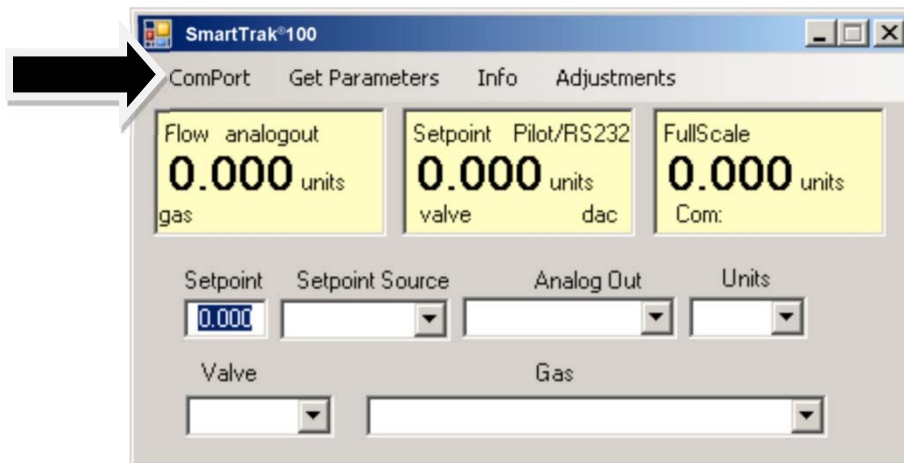 SmartTrak®100
ComPort Get Parameters Info Adjustments
Flow analogout
0.000 units
gas
Setpoint Pilot/RS232
0.000 units
valve dac
FullScale
0.000 units
Com:
Setpoint Setpoint Source Analog Out Units
0.000
Valve Gas